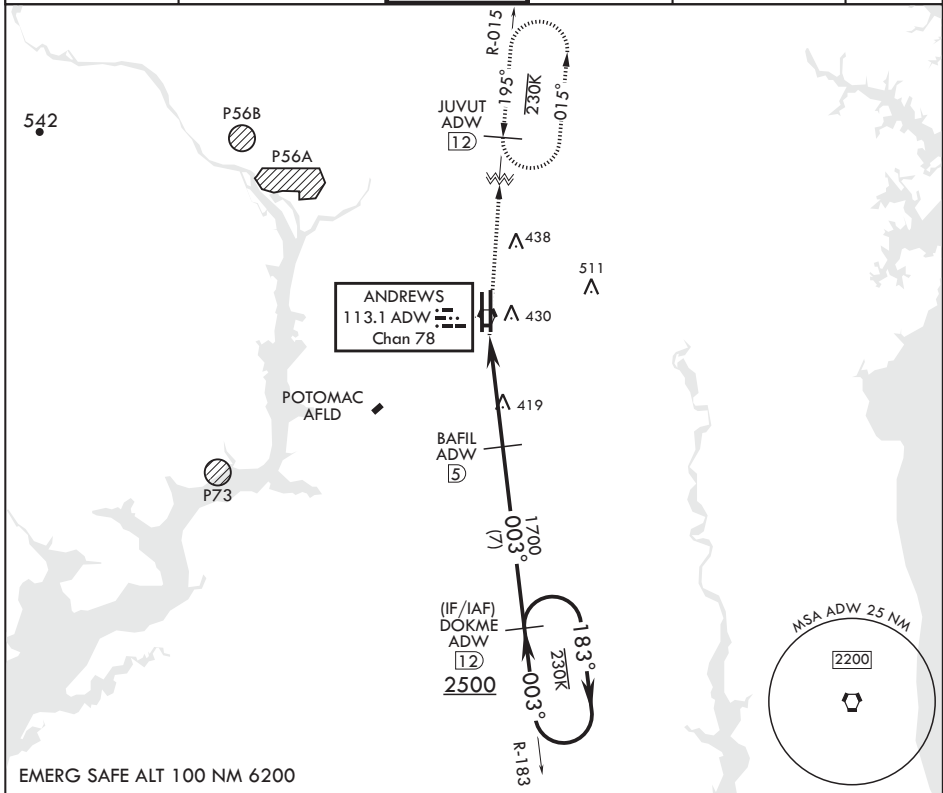 R-015
195°
230K
015°
JUVUT
ADW
12
542
P56B
P56A
438
511
ANDREWS
113.1 ADW
Chan 78
430
POTOMAC
AFLD
419
BAFIL
ADW
5
P73
1700
003°
(7)
(IF/IAF)
DOKME
ADW
12
2500
183°
230K
003°
R-183
MSA ADW 25 NM
2200
EMERG SAFE ALT 100 NM 6200